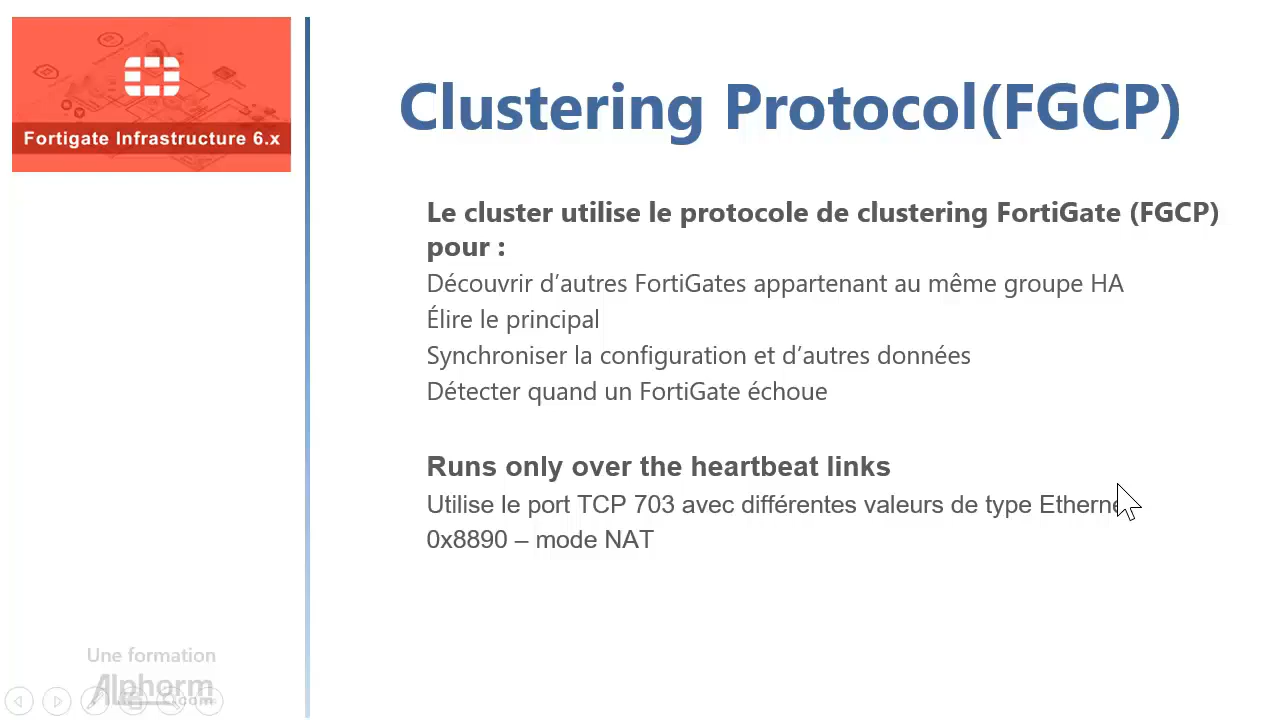 Fortigate Infrastructure 6.x
Clustering Protocol(FGCP)
Le cluster utilise le protocole de clustering FortiGate (FGCP)
pour :
Découvrir d’autres FortiGates appartenant au même groupe HA
Élire le principal
Synchroniser la configuration et d’autres données
Détecter quand un FortiGate échoue
Runs only over the heartbeat links
Utilise le port TCP 703 avec différentes valeurs de type Ethernet
0x8890 – mode NAT
Une formation
Alphorm
.com